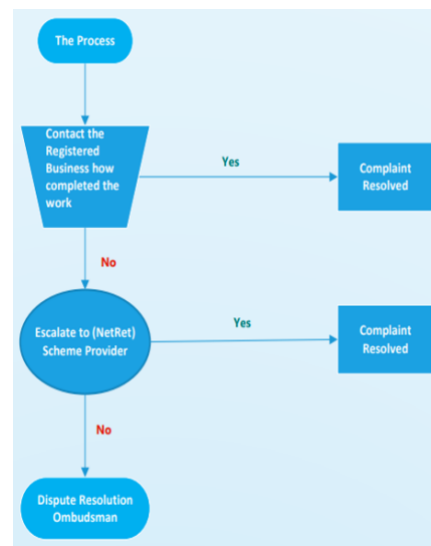 The Process
Contact the
Registered
Business how
completed the
work
Yes
Complaint
Resolved
No
Escalate to (NetRet)
Scheme Provider
Yes
Complaint
Resolved
No
Dispute Resolution
Ombudsman